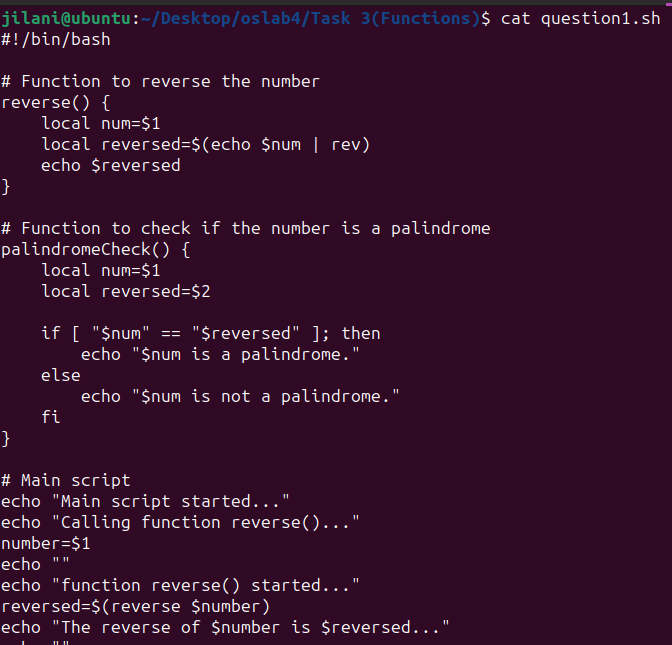 jilani@ubuntu:~/Desktop/oslab4/Task 3(Functions)$ cat question1.sh
#!/bin/bash

# Function to reverse the number
reverse() {
    local num=$1
    local reversed=$(echo $num | rev)
    echo $reversed
}

# Function to check if the number is a palindrome
palindromeCheck() {
    local num=$1
    local reversed=$2

    if [ "$num" == "$reversed" ]; then
        echo "$num is a palindrome."
    else
        echo "$num is not a palindrome."
    fi
}

# Main script
echo "Main script started..."
echo "Calling function reverse()..."
number=$1
echo ""
echo "function reverse() started..."
reversed=$(reverse $number)
echo "The reverse of $number is $reversed..."